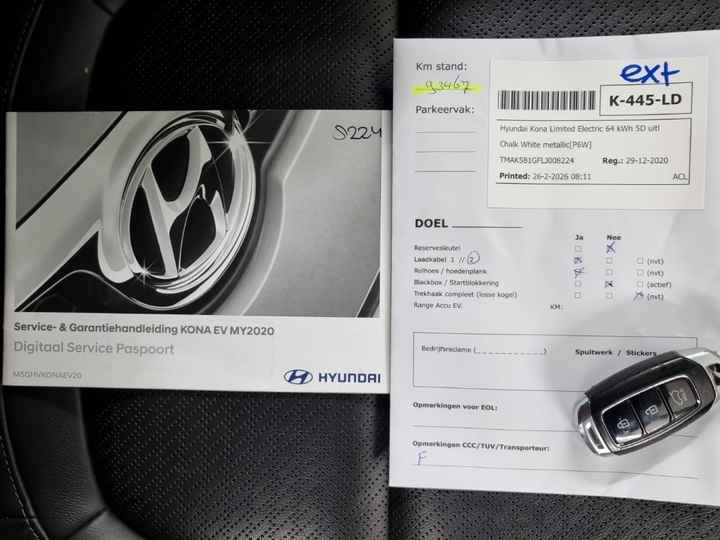 S224
Service- & Garantiehandleiding KONA EV MY2020
Digitaal Service Paspoort
MSGHVKONAEV20
HYUNDAI
Km stand:
93467
Parkeervak:
ext
K-445-LD
Hyundai Kona Limited Electric 64 kWh 5D uitl
Chalk White metallic[P6W]
TMAK581GFLJ008224 Reg.: 29-12-2020
Printed: 26-2-2026 08:11 ACL
DOEL
Ja Nee
Reservesleutel
Laadkabel 1 // 2 (nvt)
Rolhoes / hoedenplank (nvt)
Blackbox / Startblokkering (actief)
Trekhaak compleet (losse kogel) (nvt)
Range Accu EV: KM:
Bedrijfsreclame ( ) Spuitwerk / Stickers
Opmerkingen voor EOL:
Opmerkingen CCC/TUV/Transporteur:
F